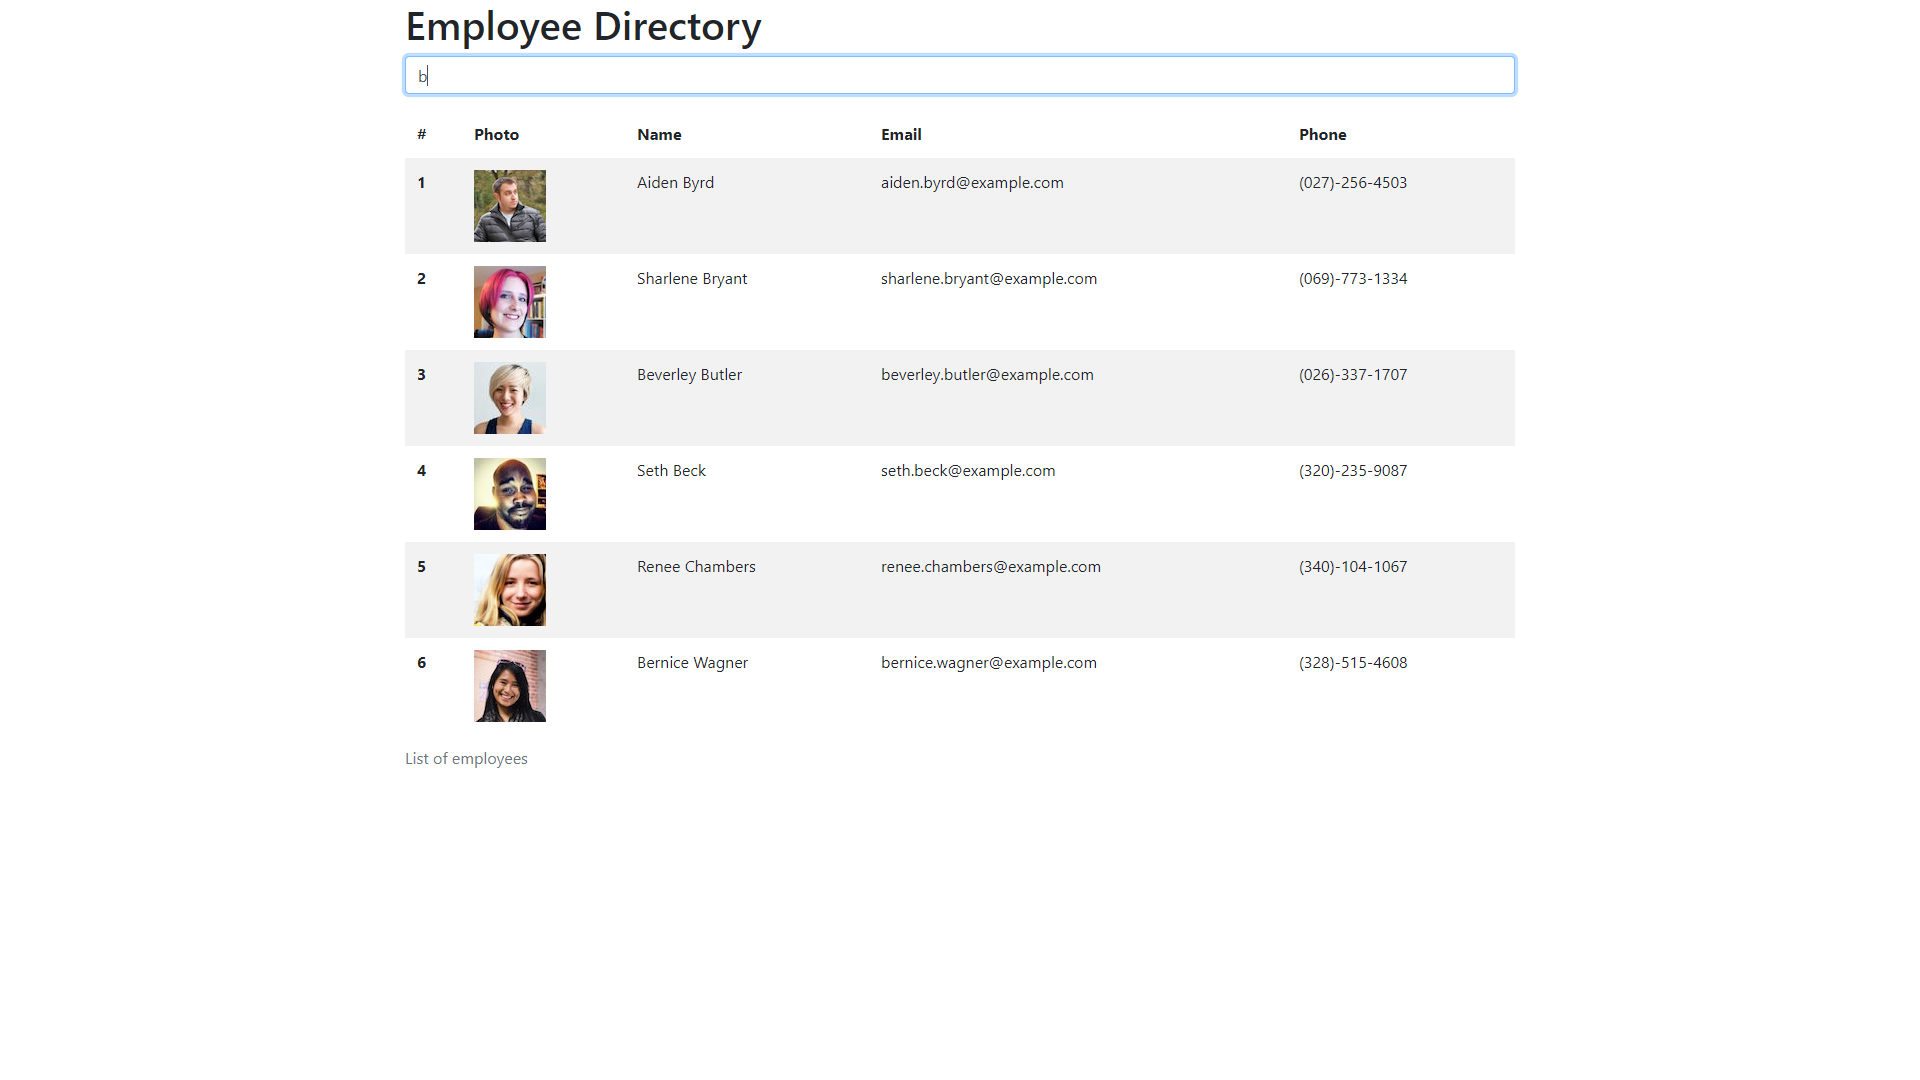 Employee Directory
b
# Photo Name Email Phone
1 Aiden Byrd aiden.byrd@example.com (027)-256-4503
2 Sharlene Bryant sharlene.bryant@example.com (069)-773-1334
3 Beverley Butler beverley.butler@example.com (026)-337-1707
4 Seth Beck seth.beck@example.com (320)-235-9087
5 Renee Chambers renee.chambers@example.com (340)-104-1067
6 Bernice Wagner bernice.wagner@example.com (328)-515-4608
List of employees